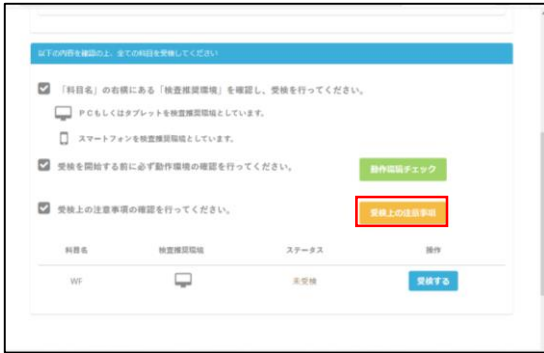 以下の内容を確認の上、全ての科目を受検してください
「科目名」の右横にある「検査推奨環境」を確認し、受検を行ってください。
PCもしくはタブレットを検査推奨環境としています。
スマートフォンを検査推奨環境としています。
受検を開始する前に必ず動作環境の確認を行ってください。
動作環境チェック
受検上の注意事項の確認を行ってください。
受検上の注意事項
科目名 検査推奨環境 ステータス 操作
WF 未受検 受検する